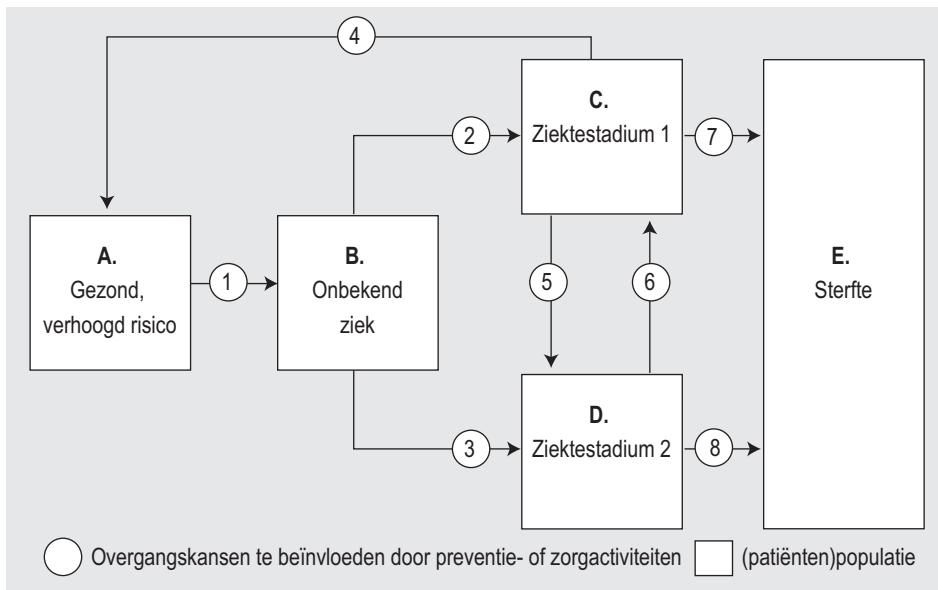 4
C.
Ziektestadium 1
2
7
A.
Gezond,
verhoogd risico
1
B.
Onbekend
ziek
5
6
E.
Sterfte
D.
Ziektestadium 2
3
8
Overgangskansen te beïnvloeden door preventie- of zorgactiviteiten
(patiënten)populatie